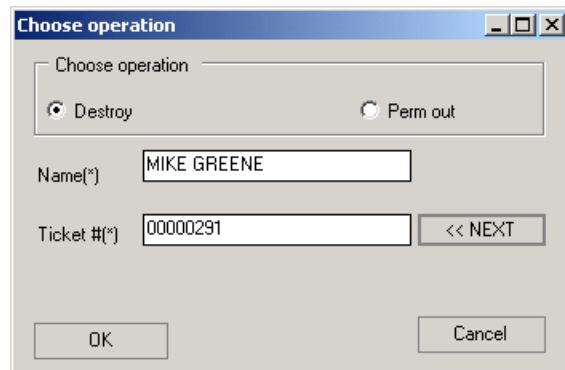 Choose operation
Choose operation
Destroy Perm out
Name(*) MIKE GREENE
Ticket #(*) 00000291 << NEXT
OK Cancel